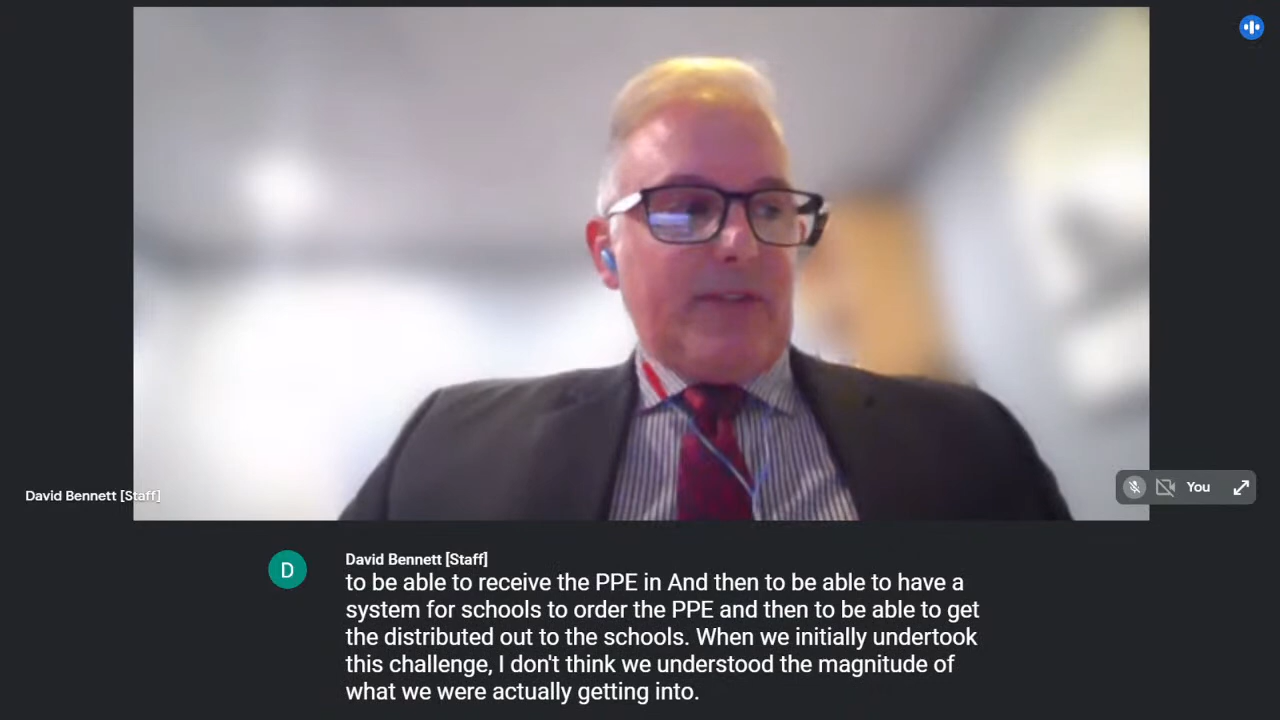 David Bennett [Staff]
You
D
David Bennett [Staff]
to be able to receive the PPE in And then to be able to have a
system for schools to order the PPE and then to be able to get
the distributed out to the schools. When we initially undertook
this challenge, I don't think we understood the magnitude of
what we were actually getting into.